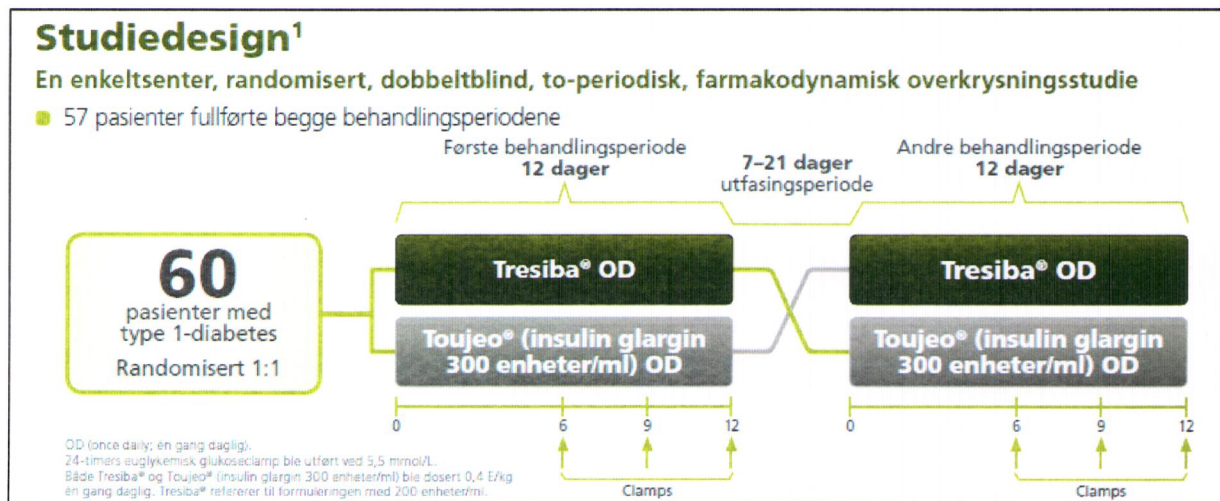 Studiedesign¹
En enkeltsenter, randomisert, dobbeltblind, to-periodisk, farmakodynamisk overkrysningsstudie
57 pasienter fullførte begge behandlingsperiodene
Første behandlingsperiode
12 dager
7–21 dager
utfasingsperiode
Andre behandlingsperiode
12 dager
60
pasienter med
type 1-diabetes
Randomisert 1:1
Tresiba® OD
Toujeo® (insulin glargin
300 enheter/ml) OD
Tresiba® OD
Toujeo® (insulin glargin
300 enheter/ml) OD
0 6 9 12
0 6 9 12
Clamps
Clamps
OD (once daily; en gang daglig).
24-timers euglykemisk glukoseclamp ble utført ved 5,5 mmol/L.
Både Tresiba® og Toujeo® (insulin glargin 300 enheter/ml) ble dosert 0,4 E/kg
én gang daglig. Tresiba® refererer til formuleringen med 200 enheter/ml.